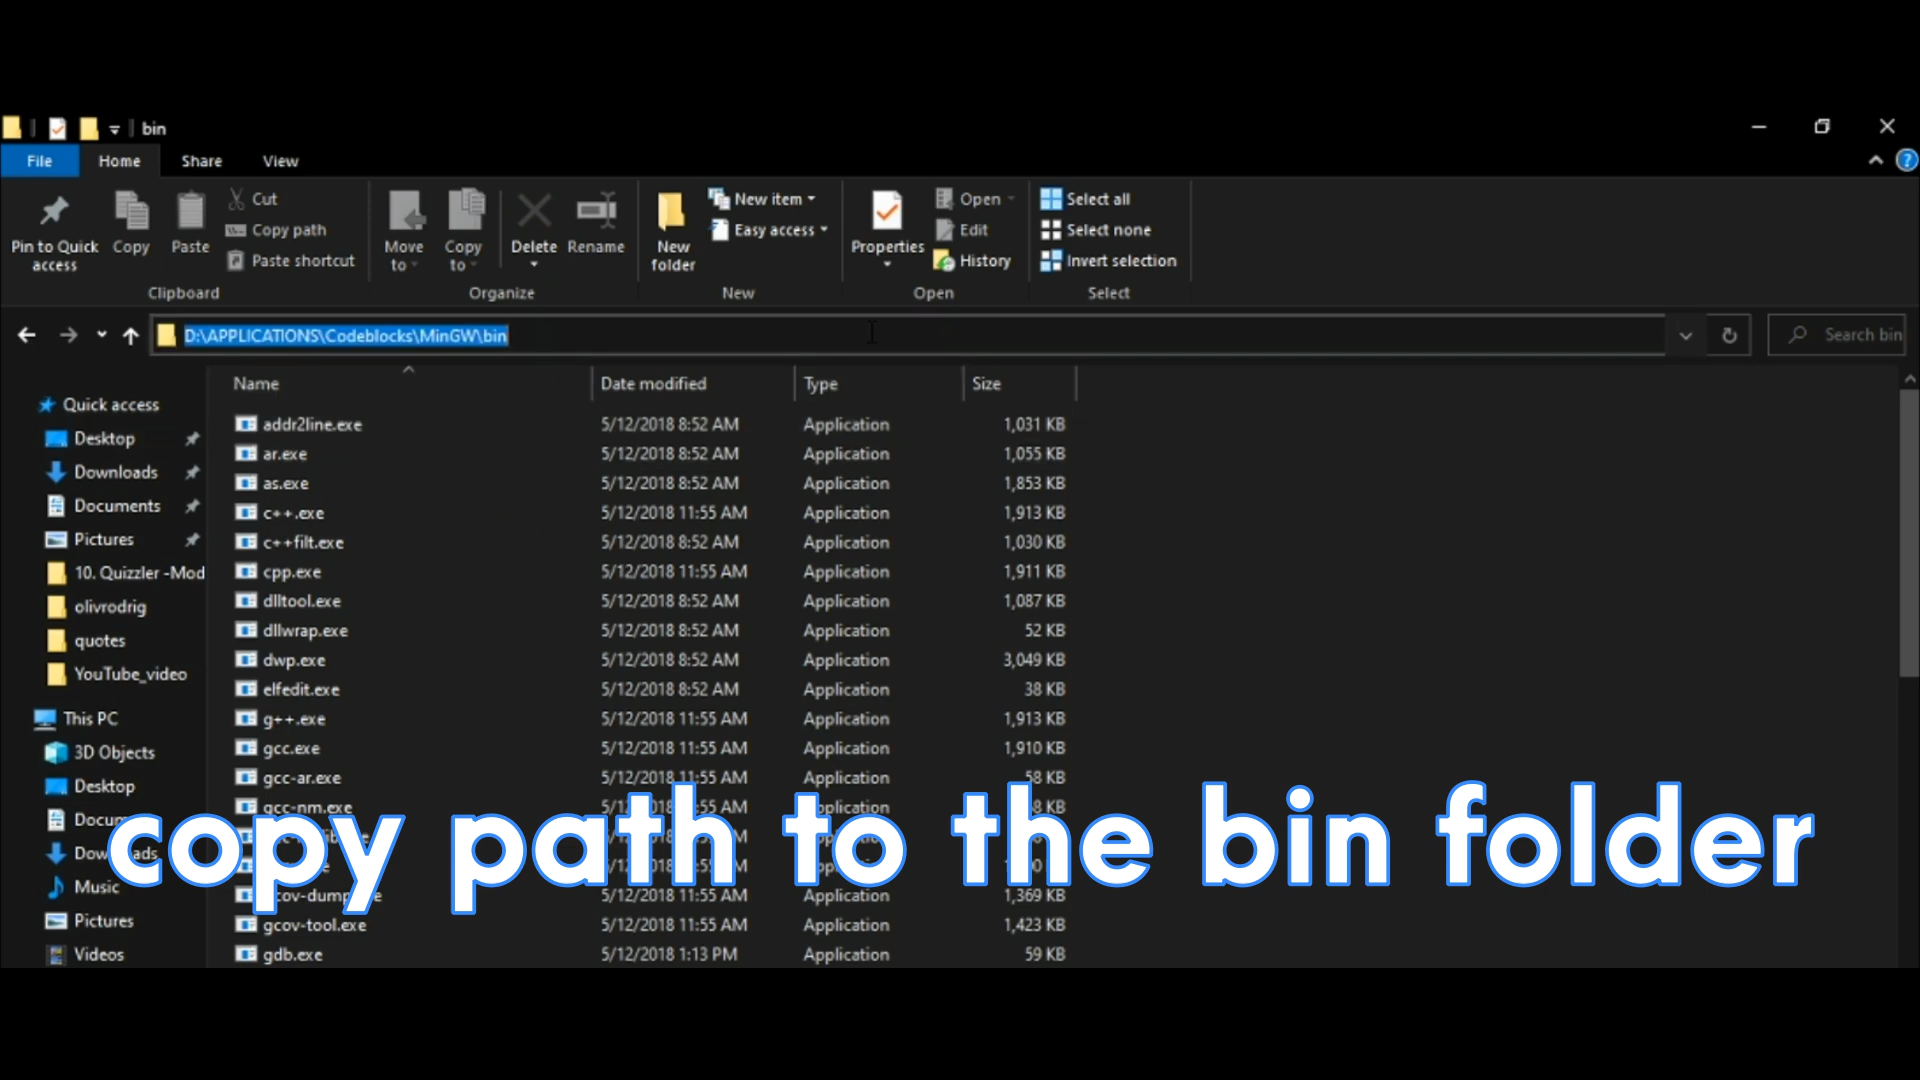 bin
File Home Share View
Pin to Quick access
Copy
Paste
Cut
Copy path
Paste shortcut
Clipboard
Move to
Copy to
Delete
Rename
Organize
New folder
New item
Easy access
New
Properties
Open
Edit
History
Open
Select all
Select none
Invert selection
Select
D:\APPLICATIONS\Codeblocks\MinGW\bin
Search bin
Quick access
Desktop
Downloads
Documents
Pictures
10. Quizzler -Mod
olivrodrig
quotes
YouTube_video
This PC
3D Objects
Desktop
Music
Pictures
Videos
Name Date modified Type Size
addr2line.exe 5/12/2018 8:52 AM Application 1,031 KB
ar.exe 5/12/2018 8:52 AM Application 1,055 KB
as.exe 5/12/2018 8:52 AM Application 1,853 KB
c++.exe 5/12/2018 11:55 AM Application 1,913 KB
c++filt.exe 5/12/2018 8:52 AM Application 1,030 KB
cpp.exe 5/12/2018 11:55 AM Application 1,911 KB
dlltool.exe 5/12/2018 8:52 AM Application 1,087 KB
dllwrap.exe 5/12/2018 8:52 AM Application 52 KB
dwp.exe 5/12/2018 8:52 AM Application 3,049 KB
elfedit.exe 5/12/2018 8:52 AM Application 38 KB
g++.exe 5/12/2018 11:55 AM Application 1,913 KB
gcc.exe 5/12/2018 11:55 AM Application 1,910 KB
gcc-ar.exe 5/12/2018 11:55 AM Application 58 KB
gcc-nm.exe 5/12/2018
5/12/2018 11:55 AM Application 1,369 KB
gcov-tool.exe 5/12/2018 11:55 AM Application 1,423 KB
gdb.exe 5/12/2018 1:13 PM Application 59 KB
copy path to the bin folder